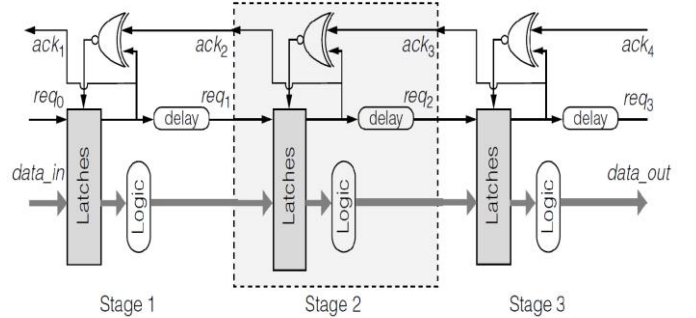 ack1 ack2 ack3 ack4
req0 delay req1 delay req2 delay req3
data_in Latches Logic Latches Logic Latches Logic data_out
Stage 1 Stage 2 Stage 3